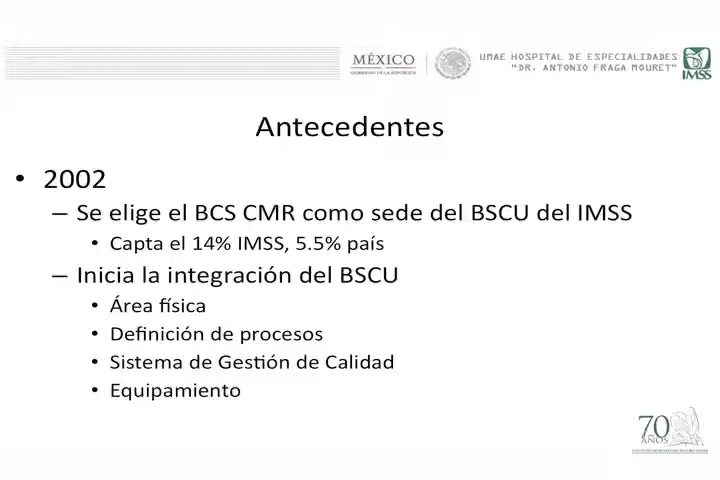 MÉXICO
GOBIERNO DE LA REPÚBLICA
UMAE HOSPITAL DE ESPECIALIDADES
“DR. ANTONIO FRAGA MOURET”
IMSS
Antecedentes
• 2002
– Se elige el BCS CMR como sede del BSCU del IMSS
• Capta el 14% IMSS, 5.5% país
– Inicia la integración del BSCU
• Área física
• Definición de procesos
• Sistema de Gestión de Calidad
• Equipamiento
70
AÑOS